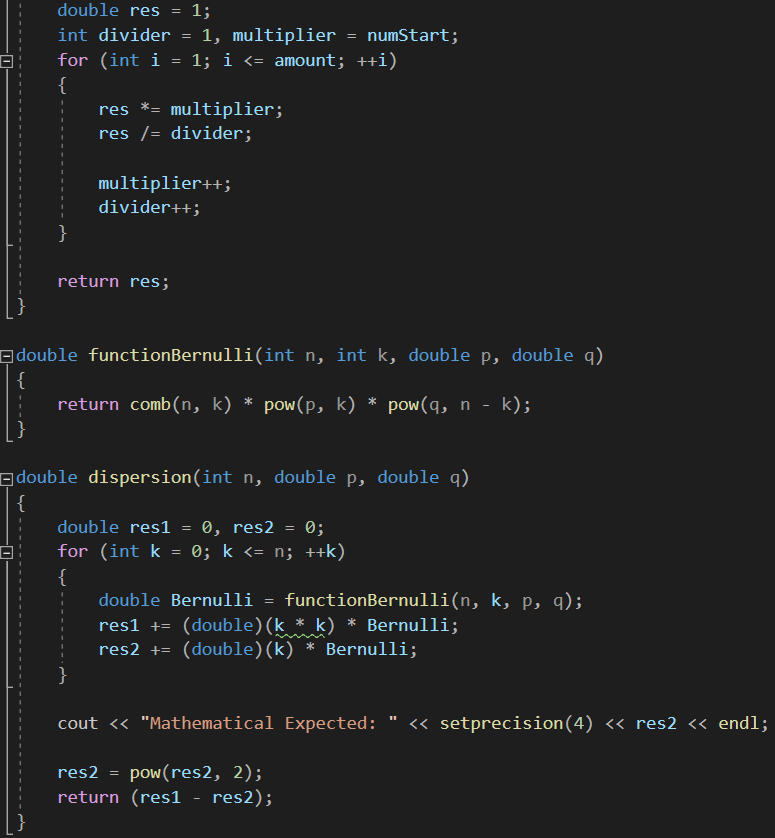 double res = 1;
int divider = 1, multiplier = numStart;
for (int i = 1; i <= amount; ++i)
{
res *= multiplier;
res /= divider;
multiplier++;
divider++;
}
return res;
}
double functionBernulli(int n, int k, double p, double q)
{
return comb(n, k) * pow(p, k) * pow(q, n - k);
}
double dispersion(int n, double p, double q)
{
double res1 = 0, res2 = 0;
for (int k = 0; k <= n; ++k)
{
double Bernulli = functionBernulli(n, k, p, q);
res1 += (double)(k * k) * Bernulli;
res2 += (double)(k) * Bernulli;
}
cout << "Mathematical Expected: " << setprecision(4) << res2 << endl;
res2 = pow(res2, 2);
return (res1 - res2);
}